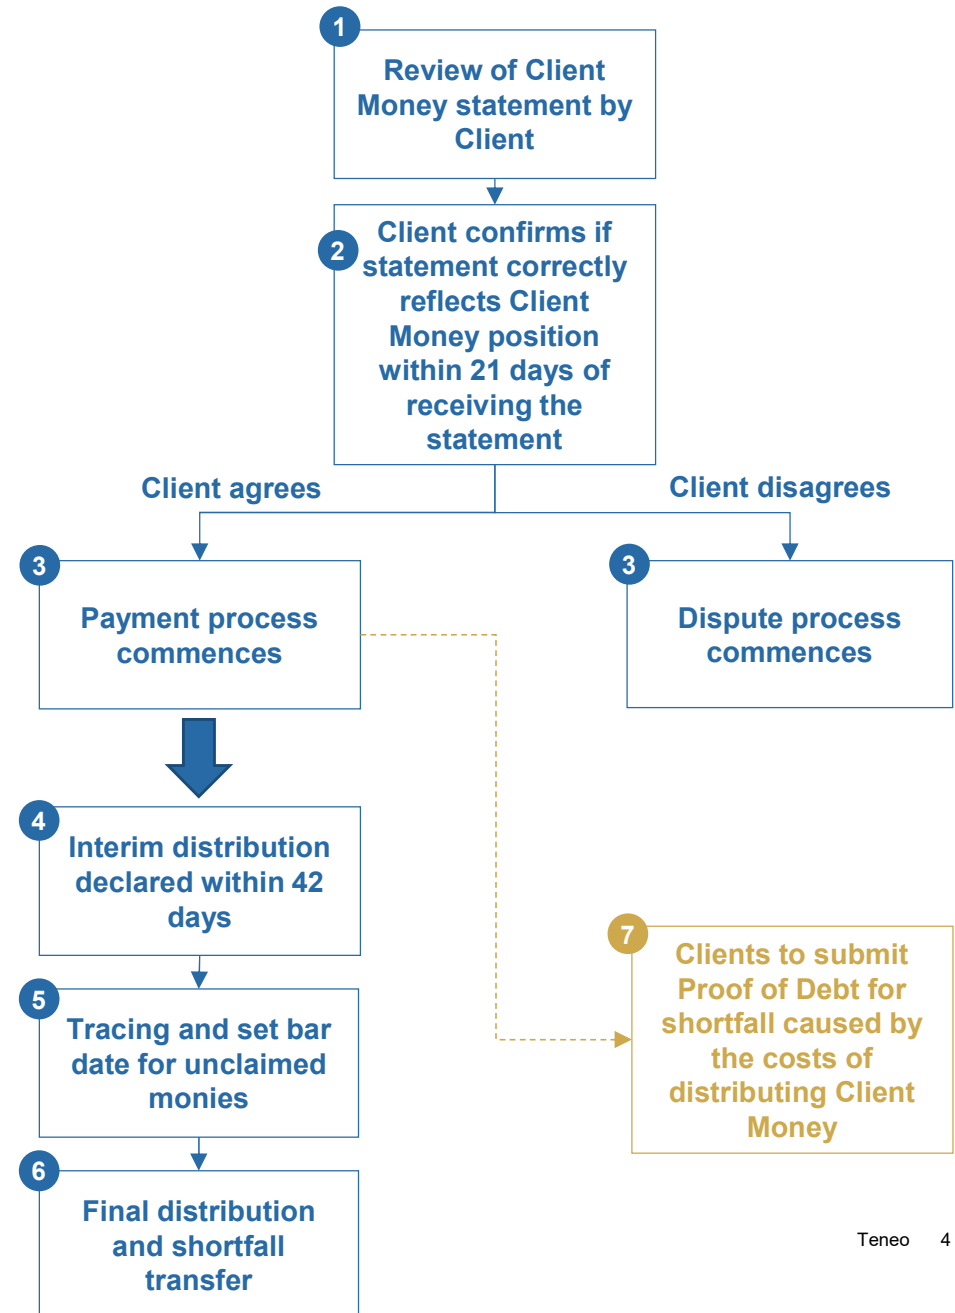 1
Review of Client
Money statement by
Client
2
Client confirms if
statement correctly
reflects Client
Money position
within 21 days of
receiving the
statement
Client agrees
Client disagrees
3
Payment process
commences
3
Dispute process
commences
4
Interim distribution
declared within 42
days
5
Tracing and set bar
date for unclaimed
monies
6
Final distribution
and shortfall
transfer
7
Clients to submit
Proof of Debt for
shortfall caused by
the costs of
distributing Client
Money
Teneo 4